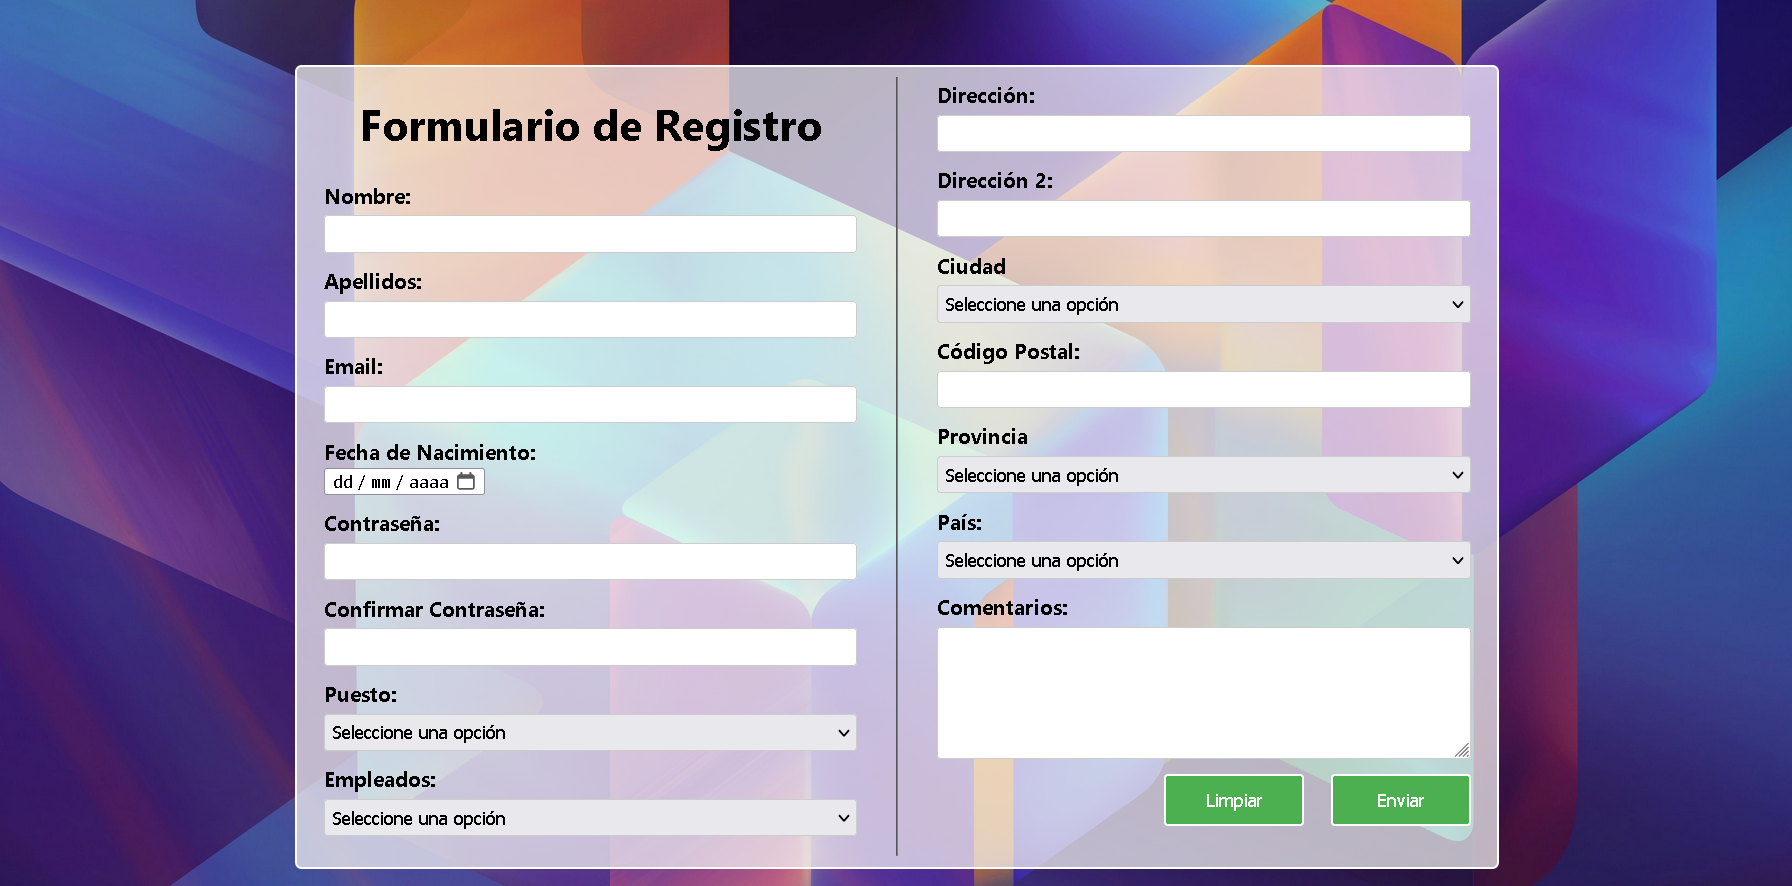 Formulario de Registro
Nombre:
Apellidos:
Email:
Fecha de Nacimiento:
dd / mm / aaaa
Contraseña:
Confirmar Contraseña:
Puesto:
Seleccione una opción
Empleados:
Seleccione una opción
Dirección:
Dirección 2:
Ciudad
Seleccione una opción
Código Postal:
Provincia
Seleccione una opción
País:
Seleccione una opción
Comentarios:
Limpiar
Enviar